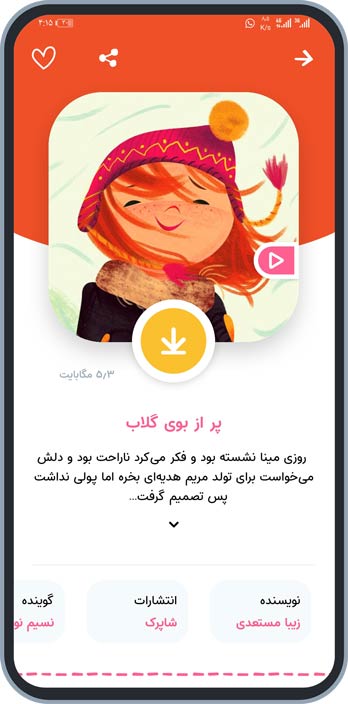 ۴:۱۵
K/s
۵٫۳ مگابایت
پر از بوی گلاب
روزی مینا نشسته بود و فکر می‌کرد ناراحت بود و دلش
می‌خواست برای تولد مریم هدیه‌ای بخره اما پولی نداشت
پس تصمیم گرفت...
نویسنده
زیبا مستعدی
انتشارات
شاپرک
گوینده
نسیم نو